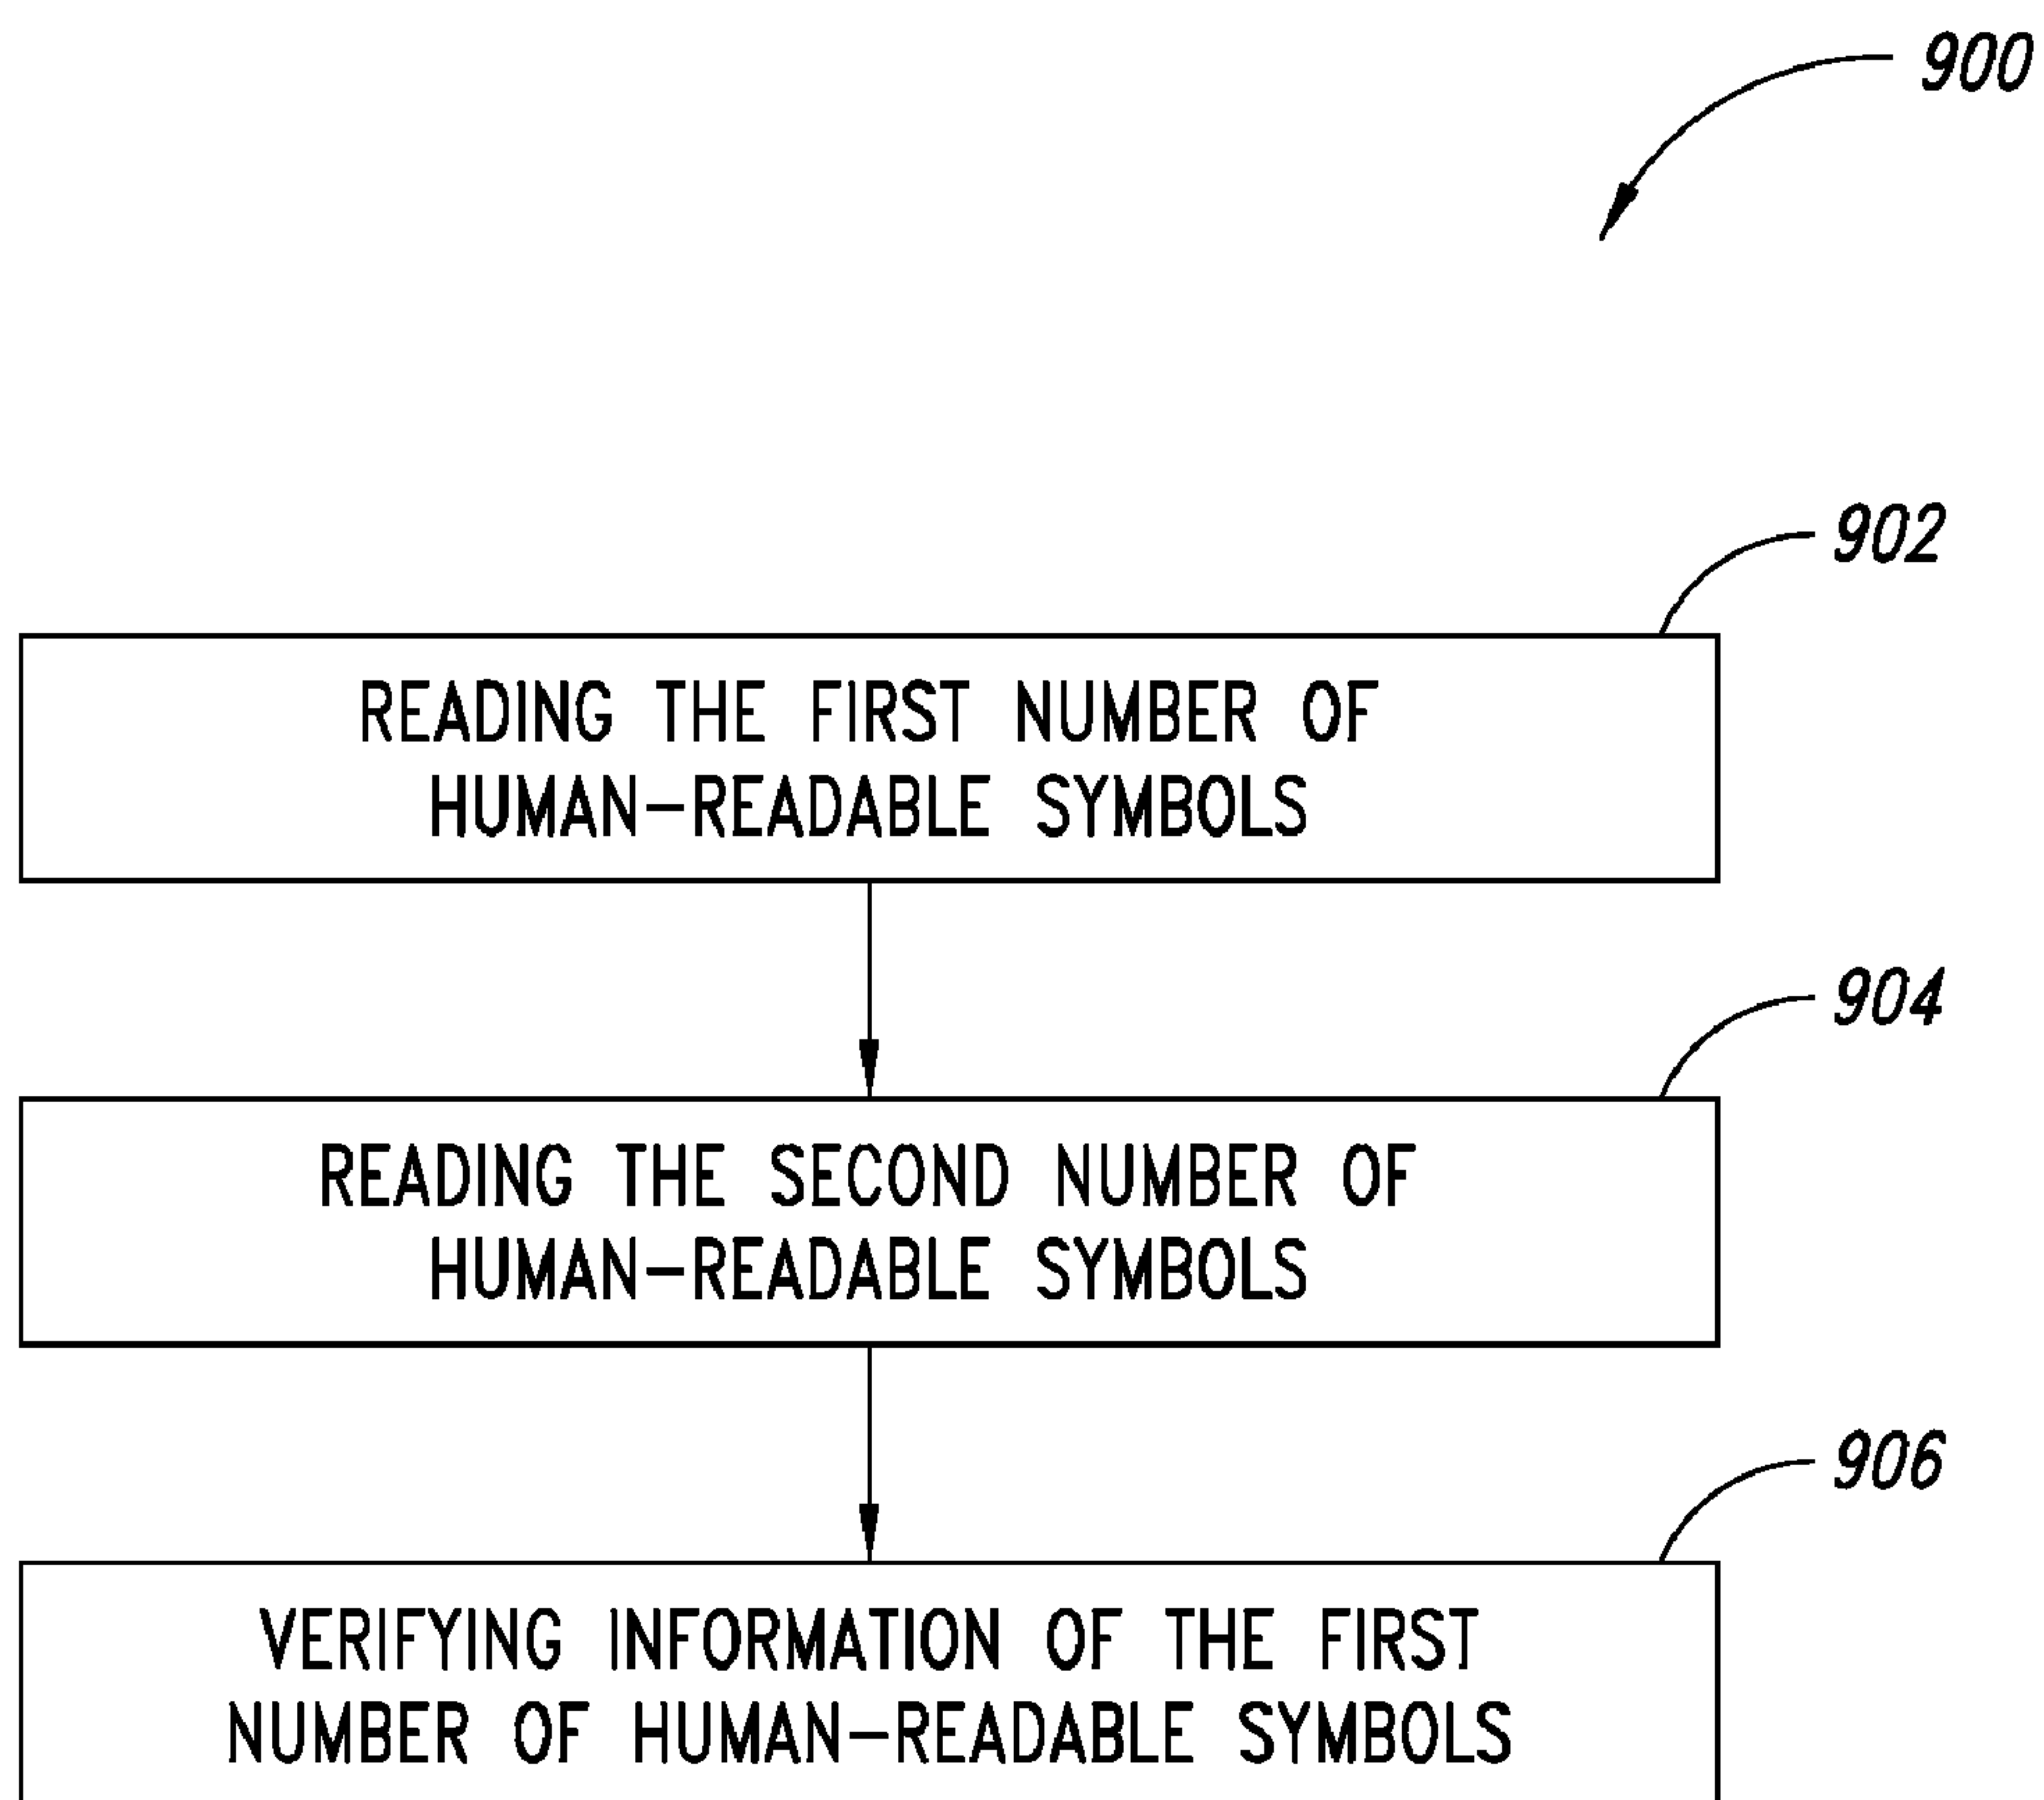 900
902
READING THE FIRST NUMBER OF
HUMAN-READABLE SYMBOLS
904
READING THE SECOND NUMBER OF
HUMAN-READABLE SYMBOLS
906
VERIFYING INFORMATION OF THE FIRST
NUMBER OF HUMAN-READABLE SYMBOLS